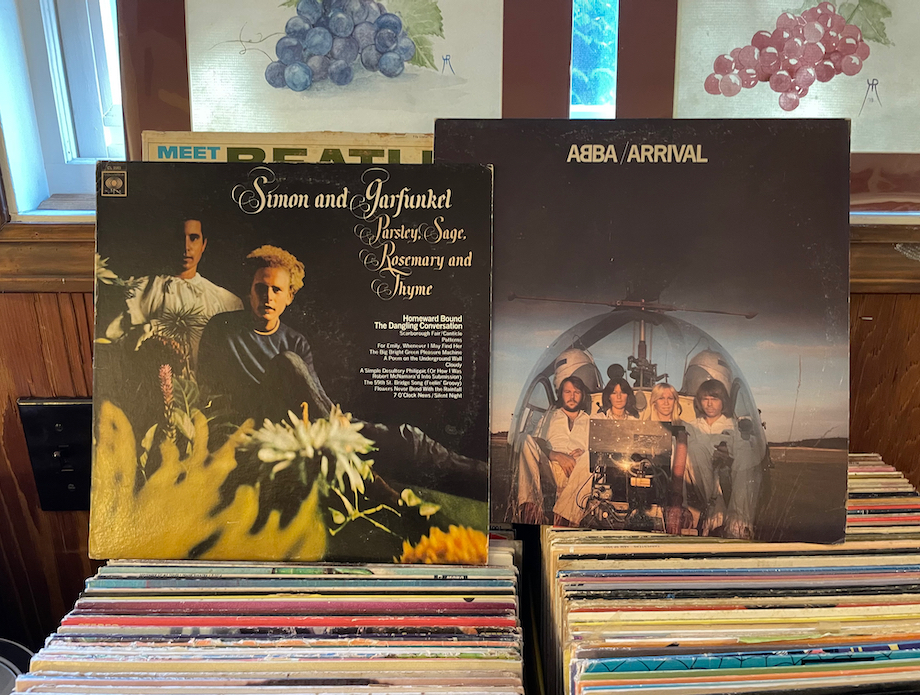 MEET
BEATL
ABBA/ARRIVAL
Simon and Garfunkel
Parsley, Sage,
Rosemary and
Thyme
Homeward Bound
The Dangling Conversation
Scarborough Fair/Canticle
Patterns
For Emily, Whenever I May Find Her
The Big Bright Green Pleasure Machine
A Poem on the Underground Wall
Cloudy
A Simple Desultory Philippic (Or How I Was
Robert McNamara'd Into Submission)
The 59th St. Bridge Song (Feelin' Groovy)
Flowers Never Bend With the Rainfall
7 O'Clock News/Silent Night